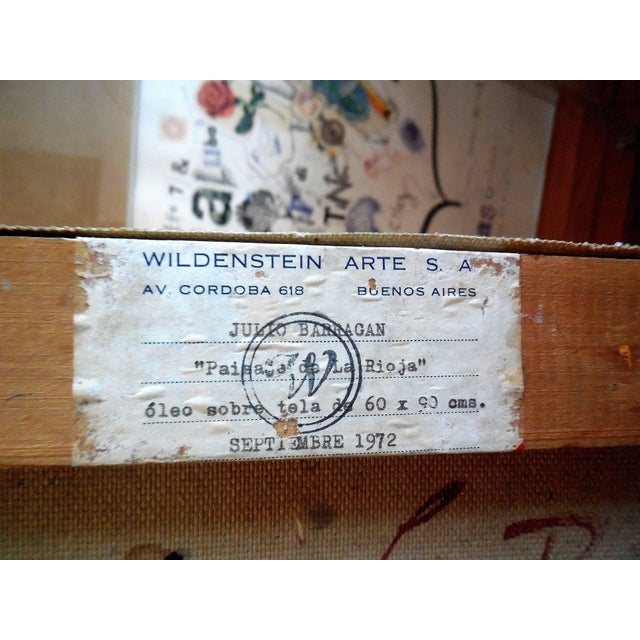 WILDENSTEIN ARTE S. A
AV. CORDOBA 618 BUENOS AIRES
JULIO BARRAGAN
"Paisage de La Rioja"
óleo sobre tela de 60 x 90 cms.
SEPTIEMBRE 1972